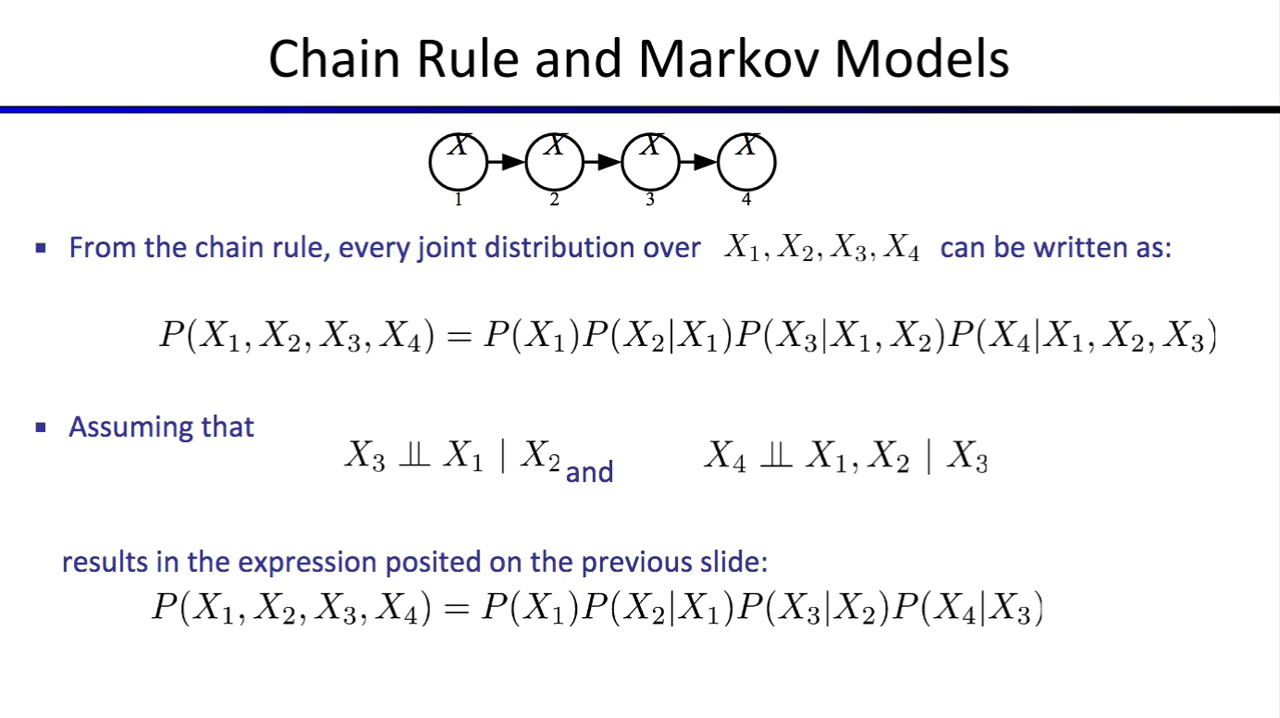 Chain Rule and Markov Models
X X X X
1 2 3 4
▪ From the chain rule, every joint distribution over X₁, X₂, X₃, X₄ can be written as:
P(X₁, X₂, X₃, X₄) = P(X₁)P(X₂|X₁)P(X₃|X₁, X₂)P(X₄|X₁, X₂, X₃)
▪ Assuming that
X₃ ⫫ X₁ | X₂ and X₄ ⫫ X₁, X₂ | X₃
results in the expression posited on the previous slide:
P(X₁, X₂, X₃, X₄) = P(X₁)P(X₂|X₁)P(X₃|X₂)P(X₄|X₃)